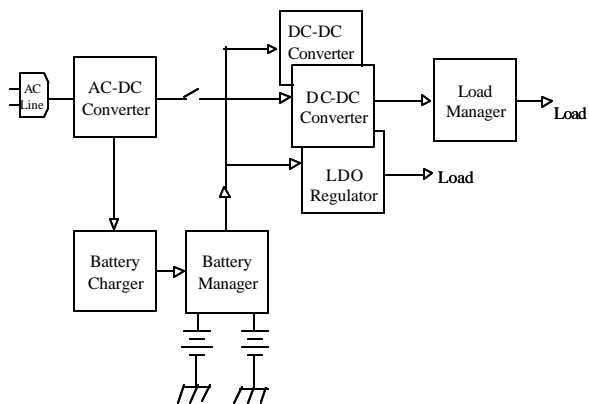 DC-DC
Converter
AC
Line
AC-DC
Converter
DC-DC
Converter
Load
Manager
Load
LDO
Regulator
Load
Battery
Charger
Battery
Manager